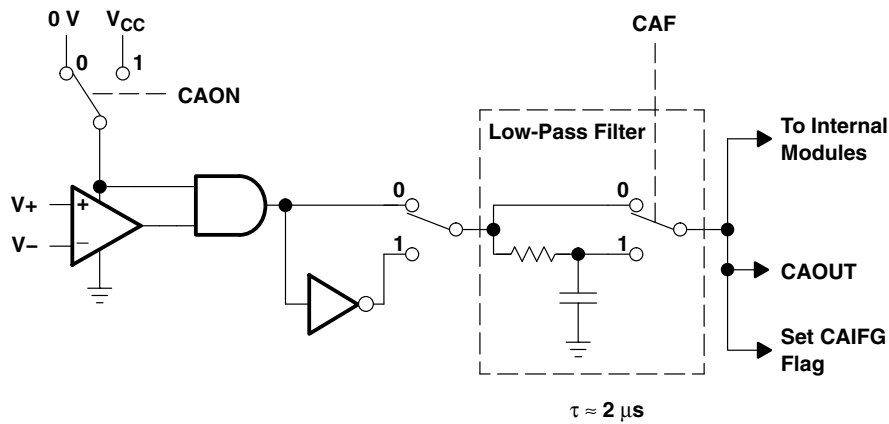 0 V
V_CC
0
1
CAON
CAF
Low-Pass Filter
To Internal
Modules
V+
+
V−
−
0
1
0
1
CAOUT
Set CAIFG
Flag
τ ≈ 2 μs